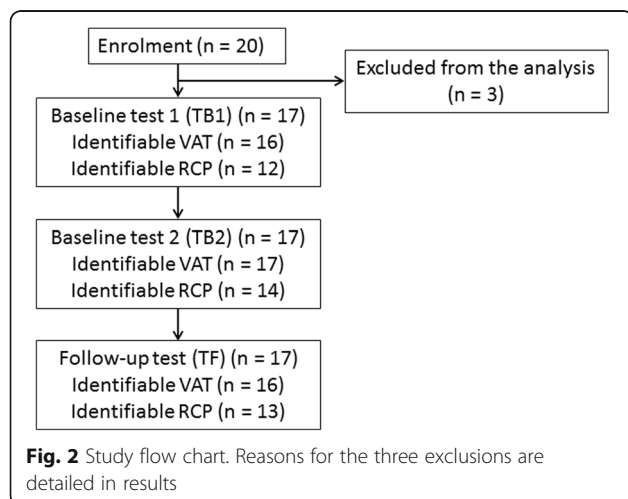 Enrolment (n = 20)
Excluded from the analysis
(n = 3)
Baseline test 1 (TB1) (n = 17)
Identifiable VAT (n = 16)
Identifiable RCP (n = 12)
Baseline test 2 (TB2) (n = 17)
Identifiable VAT (n = 17)
Identifiable RCP (n = 14)
Follow-up test (TF) (n = 17)
Identifiable VAT (n = 16)
Identifiable RCP (n = 13)
Fig. 2 Study flow chart. Reasons for the three exclusions are
detailed in results